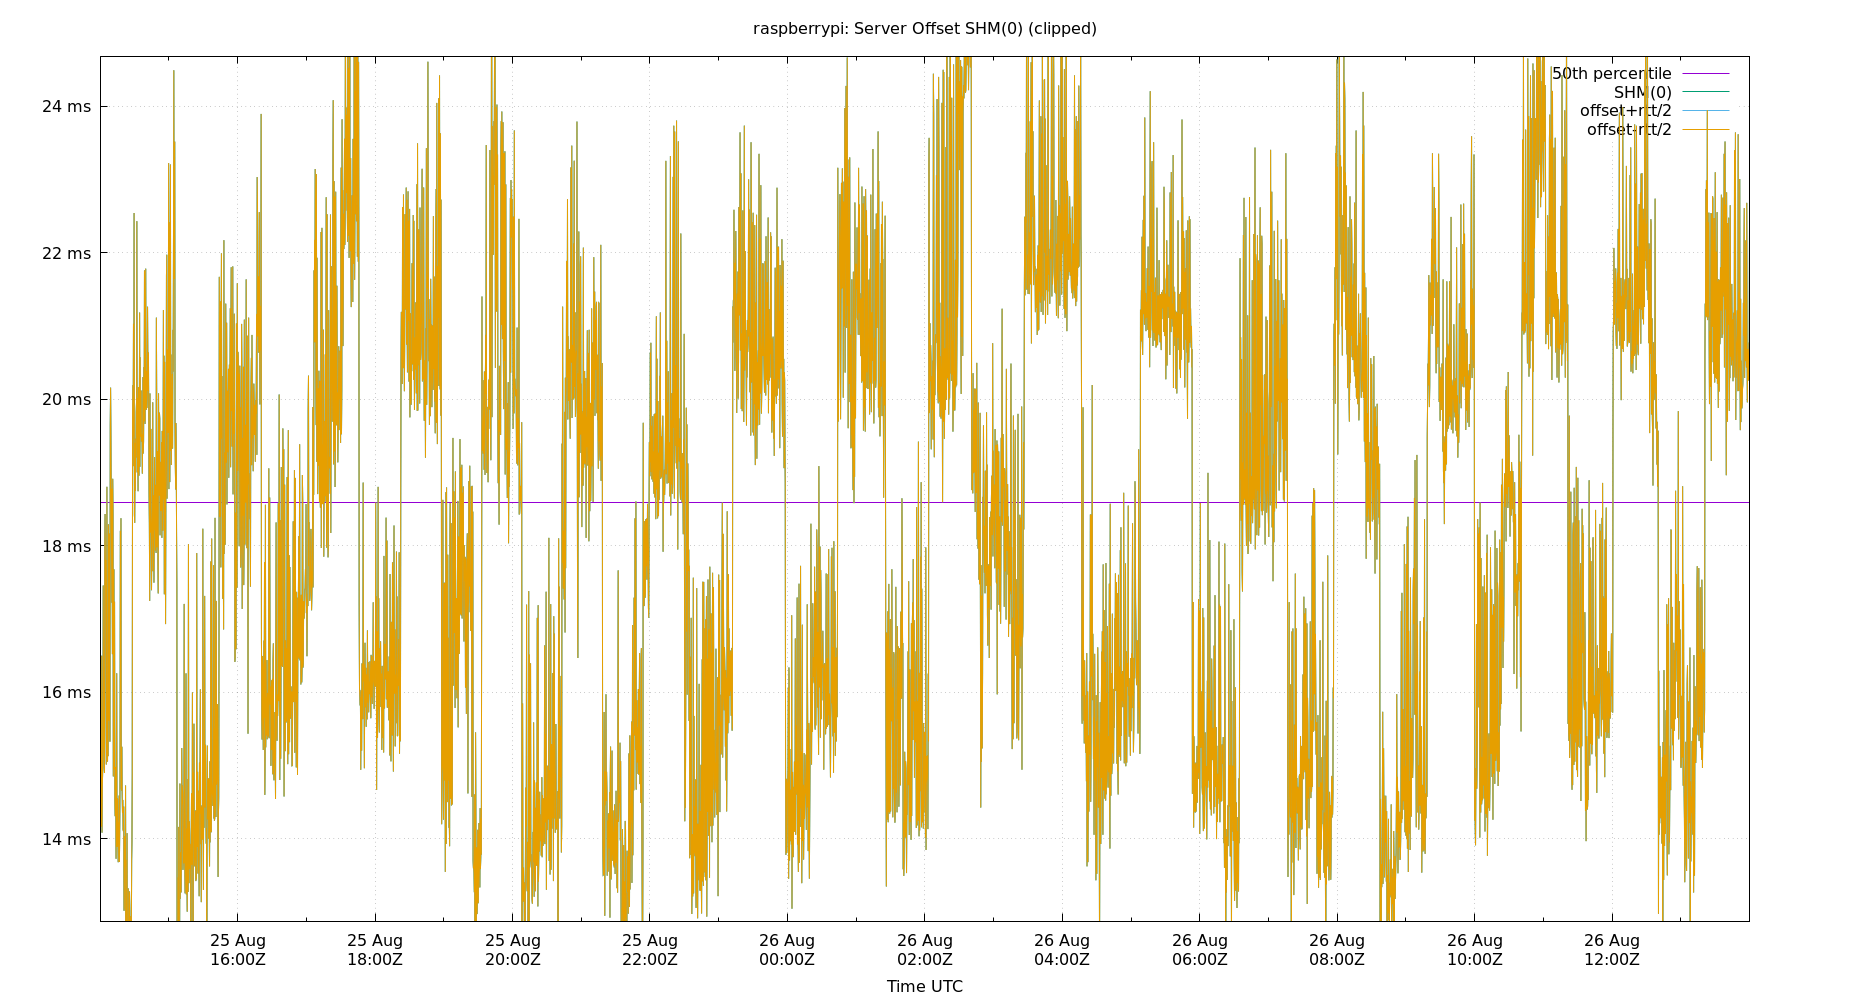 raspberrypi: Server Offset SHM(0) (clipped)
50th percentile
SHM(0)
offset+rtt/2
offset-rtt/2
24 ms
22 ms
20 ms
18 ms
16 ms
14 ms
25 Aug 25 Aug 25 Aug 25 Aug 26 Aug 26 Aug 26 Aug 26 Aug 26 Aug 26 Aug 26 Aug
16:00Z 18:00Z 20:00Z 22:00Z 00:00Z 02:00Z 04:00Z 06:00Z 08:00Z 10:00Z 12:00Z
Time UTC